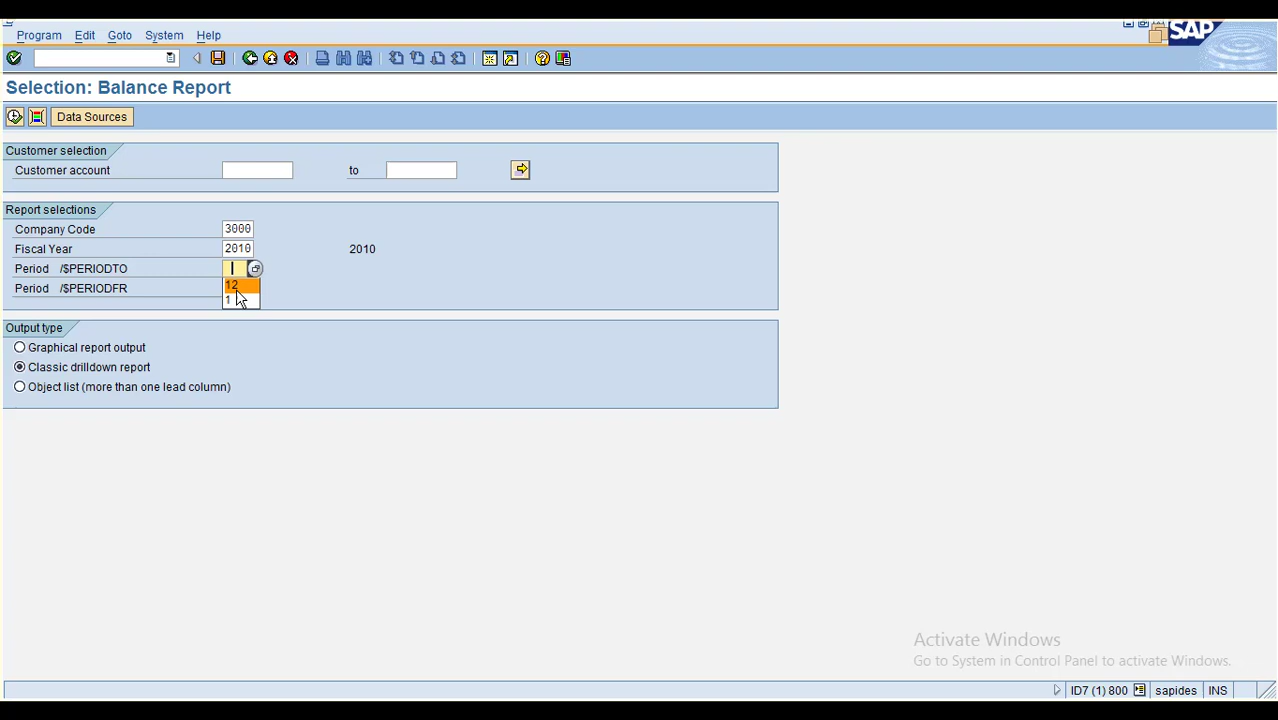 Program Edit Goto System Help
SAP
Selection: Balance Report
Data Sources
Customer selection
Customer account to
Report selections
Company Code 3000
Fiscal Year 2010 2010
Period /$PERIODTO
Period /$PERIODFR
12
1
Output type
Graphical report output
Classic drilldown report
Object list (more than one lead column)
Activate Windows
Go to System in Control Panel to activate Windows.
ID7 (1) 800 sapides INS